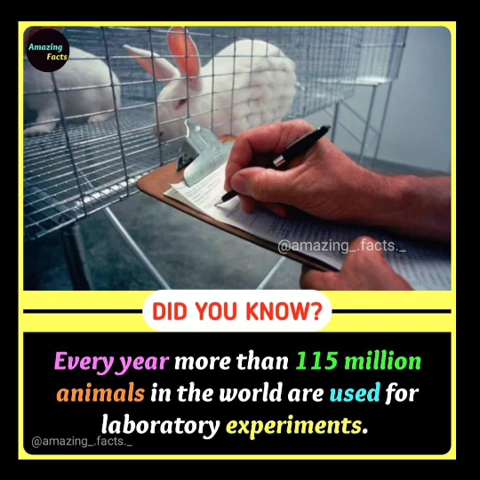 Amazing
Facts
@amazing_.facts._
DID YOU KNOW?
Every year more than 115 million
animals in the world are used for
laboratory experiments.
@amazing_.facts._